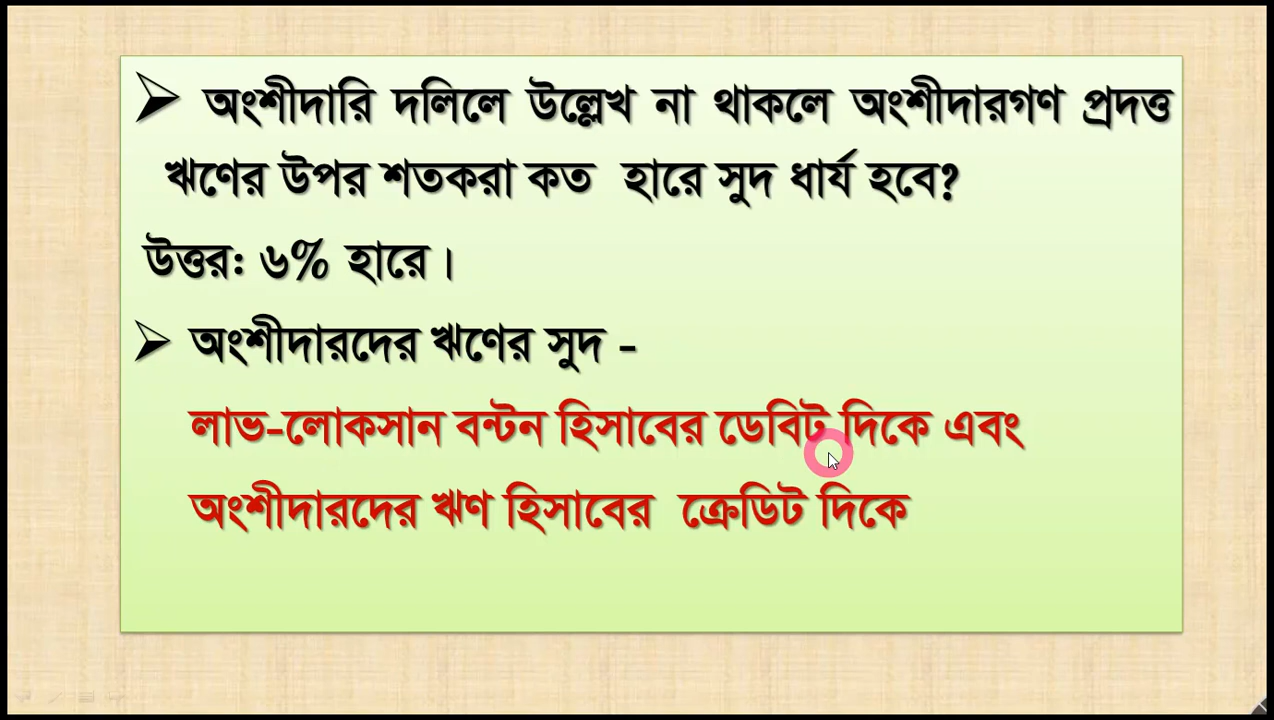 ➢ অংশীদারি দলিলে উল্লেখ না থাকলে অংশীদারগণ প্রদত্ত
ঋণের উপর শতকরা কত হারে সুদ ধার্য হবে?
উত্তর: ৬% হারে।
➢ অংশীদারদের ঋণের সুদ -
লাভ-লোকসান বন্টন হিসাবের ডেবিট দিকে এবং
অংশীদারদের ঋণ হিসাবের ক্রেডিট দিকে